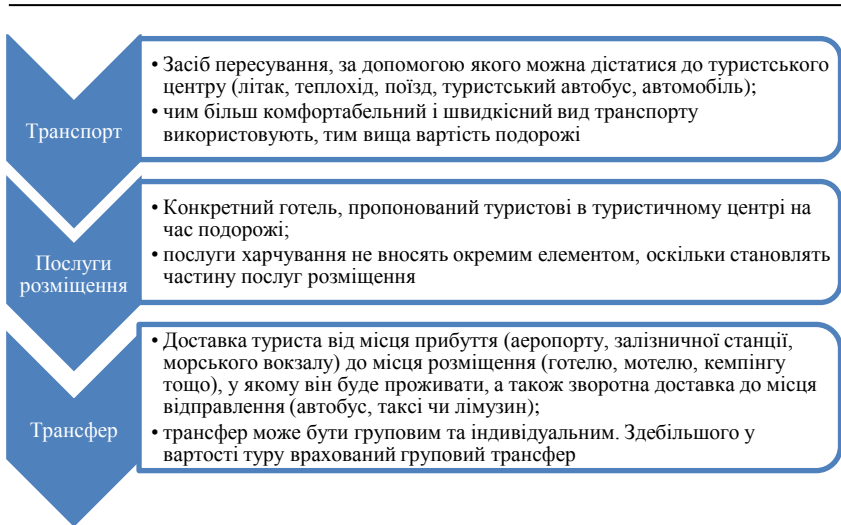 Транспорт
• Засіб пересування, за допомогою якого можна дістатися до туристського
центру (літак, теплохід, поїзд, туристський автобус, автомобіль);
• чим більш комфортабельний і швидкісний вид транспорту
використовують, тим вища вартість подорожі
Послуги
розміщення
• Конкретний готель, пропонований туристові в туристичному центрі на
час подорожі;
• послуги харчування не вносять окремим елементом, оскільки становлять
частину послуг розміщення
Трансфер
• Доставка туриста від місця прибуття (аеропорту, залізничної станції,
морського вокзалу) до місця розміщення (готелю, мотелю, кемпінгу
тощо), у якому він буде проживати, а також зворотна доставка до місця
відправлення (автобус, таксі чи лімузин);
• трансфер може бути груповим та індивідуальним. Здебільшого у
вартості туру врахований груповий трансфер